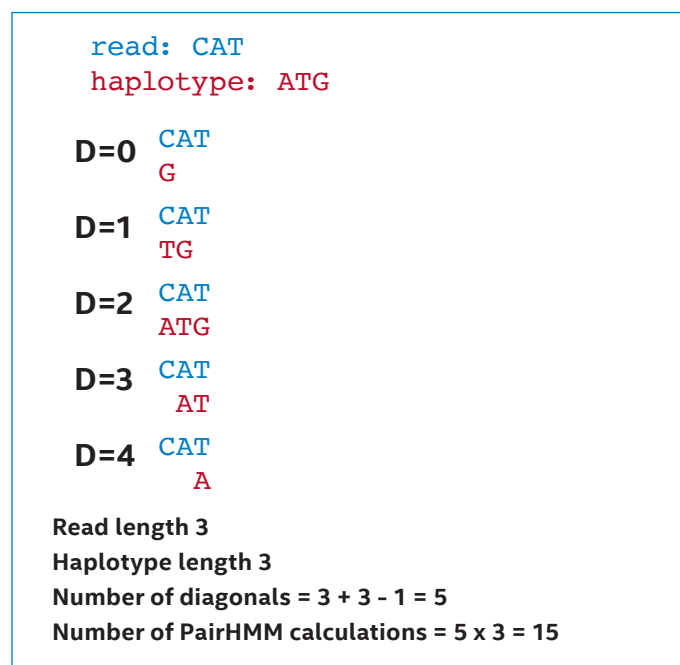 read: CAT
haplotype: ATG
D=0 CAT
G
D=1 CAT
TG
D=2 CAT
ATG
D=3 CAT
AT
D=4 CAT
A
Read length 3
Haplotype length 3
Number of diagonals = 3 + 3 - 1 = 5
Number of PairHMM calculations = 5 x 3 = 15